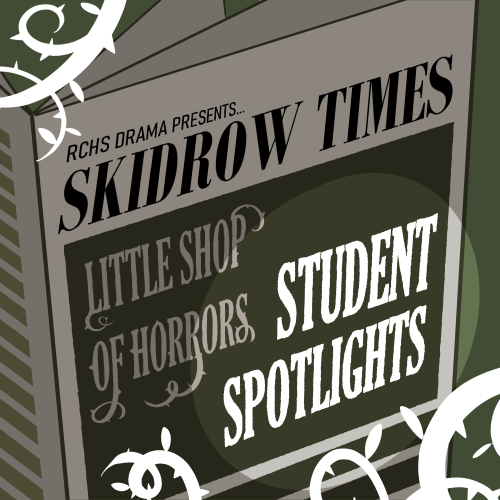 RCHS DRAMA PRESENTS...
SKIDROW TIMES
LITTLE SHOP
OF HORRORS
STUDENT
SPOTLIGHTS